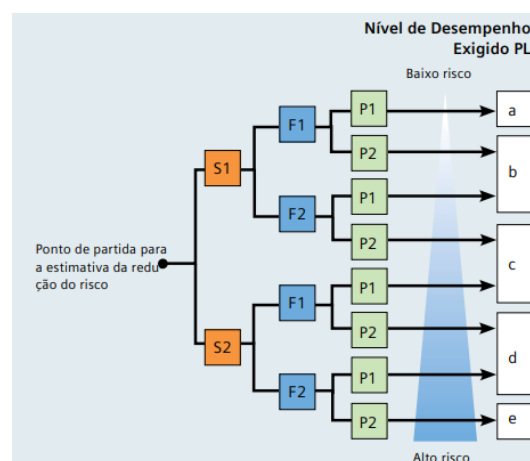 Nível de Desempenho
Exigido PL
Baixo risco
P1
a
F1
P2
b
S1
P1
F2
P2
c
Ponto de partida para
a estimativa da redu
ção do risco
P1
F1
P2
d
S2
P1
F2
P2
e
Alto risco